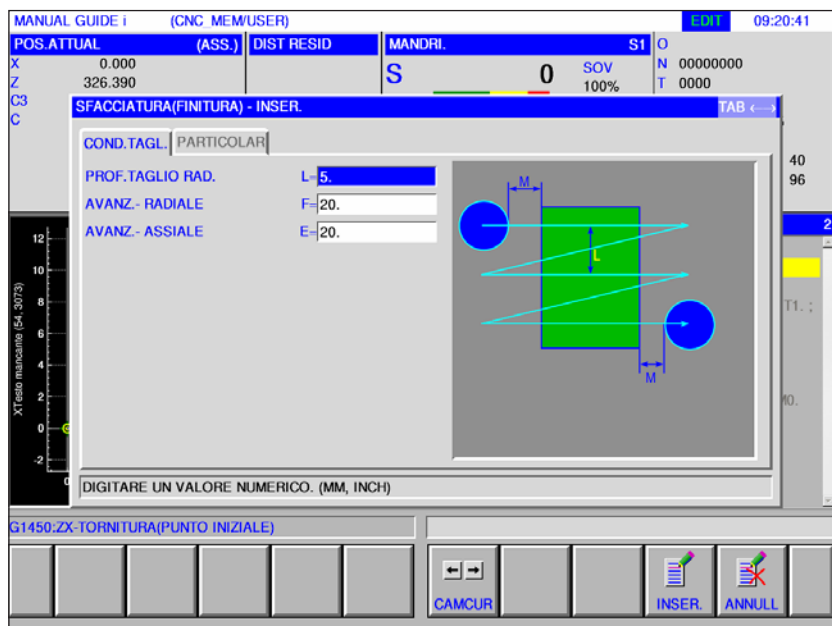 MANUAL GUIDE i (CNC_MEM/USER) EDIT 09:20:41
POS.ATTUAL (ASS.) DIST RESID MANDRI. S1 O
X 0.000 N 00000000
Z 326.390 S 0 SOV 100% T 0000
C3
C
SFACCIATURA(FINITURA) - INSER. TAB ←→
COND.TAGL. PARTICOLAR
40
PROF.TAGLIO RAD. L= 5. 96
AVANZ.- RADIALE F= 20.
AVANZ.- ASSIALE E= 20.
M
L
M
2
T1. ;
M0.
XTesto mancante (54, 3073)
12
10
8
6
4
2
0
-2
0
DIGITARE UN VALORE NUMERICO. (MM, INCH)
G1450:ZX-TORNITURA(PUNTO INIZIALE)
CAMCUR INSER. ANNULL